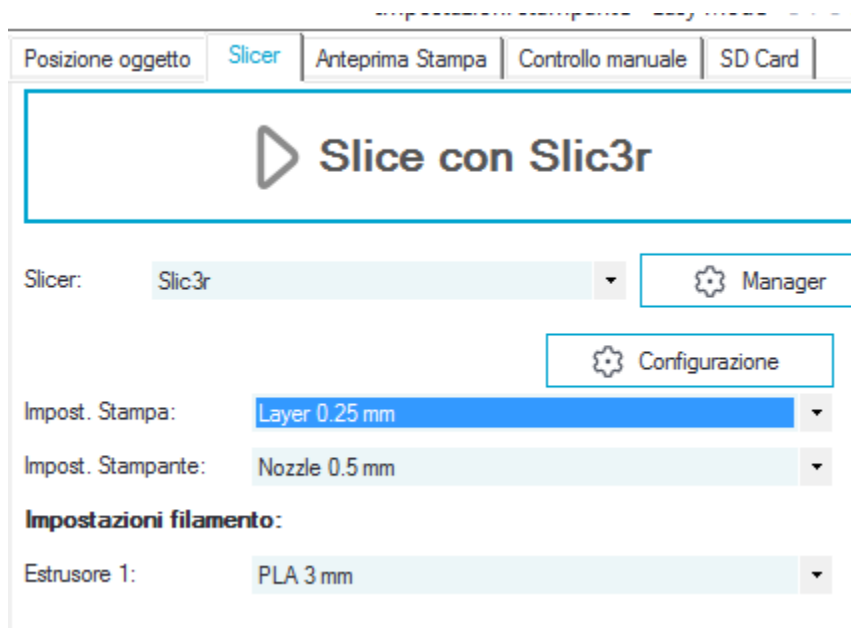 Posizione oggetto Slicer Anteprima Stampa Controllo manuale SD Card
Slice con Slic3r
Slicer: Slic3r Manager
Configurazione
Impost. Stampa: Layer 0.25 mm
Impost. Stampante: Nozzle 0.5 mm
Impostazioni filamento:
Estrusore 1: PLA 3 mm